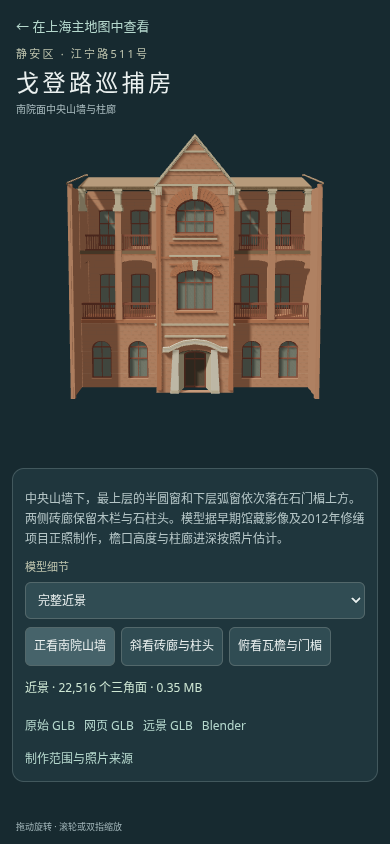 ← 在上海主地图中查看
静安区 · 江宁路511号
戈登路巡捕房
南院面中央山墙与柱廊
中央山墙下，最上层的半圆窗和下层弧窗依次落在石门楣上方。
两侧砖廊保留木栏与石柱头。模型据早期馆藏影像及2012年修缮
项目正照制作，檐口高度与柱廊进深按照片估计。
模型细节
完整近景
正看南院山墙 斜看砖廊与柱头 俯看瓦檐与门楣
近景 · 22,516 个三角面 · 0.35 MB
原始 GLB 网页 GLB 远景 GLB Blender
制作范围与照片来源
拖动旋转 · 滚轮或双指缩放